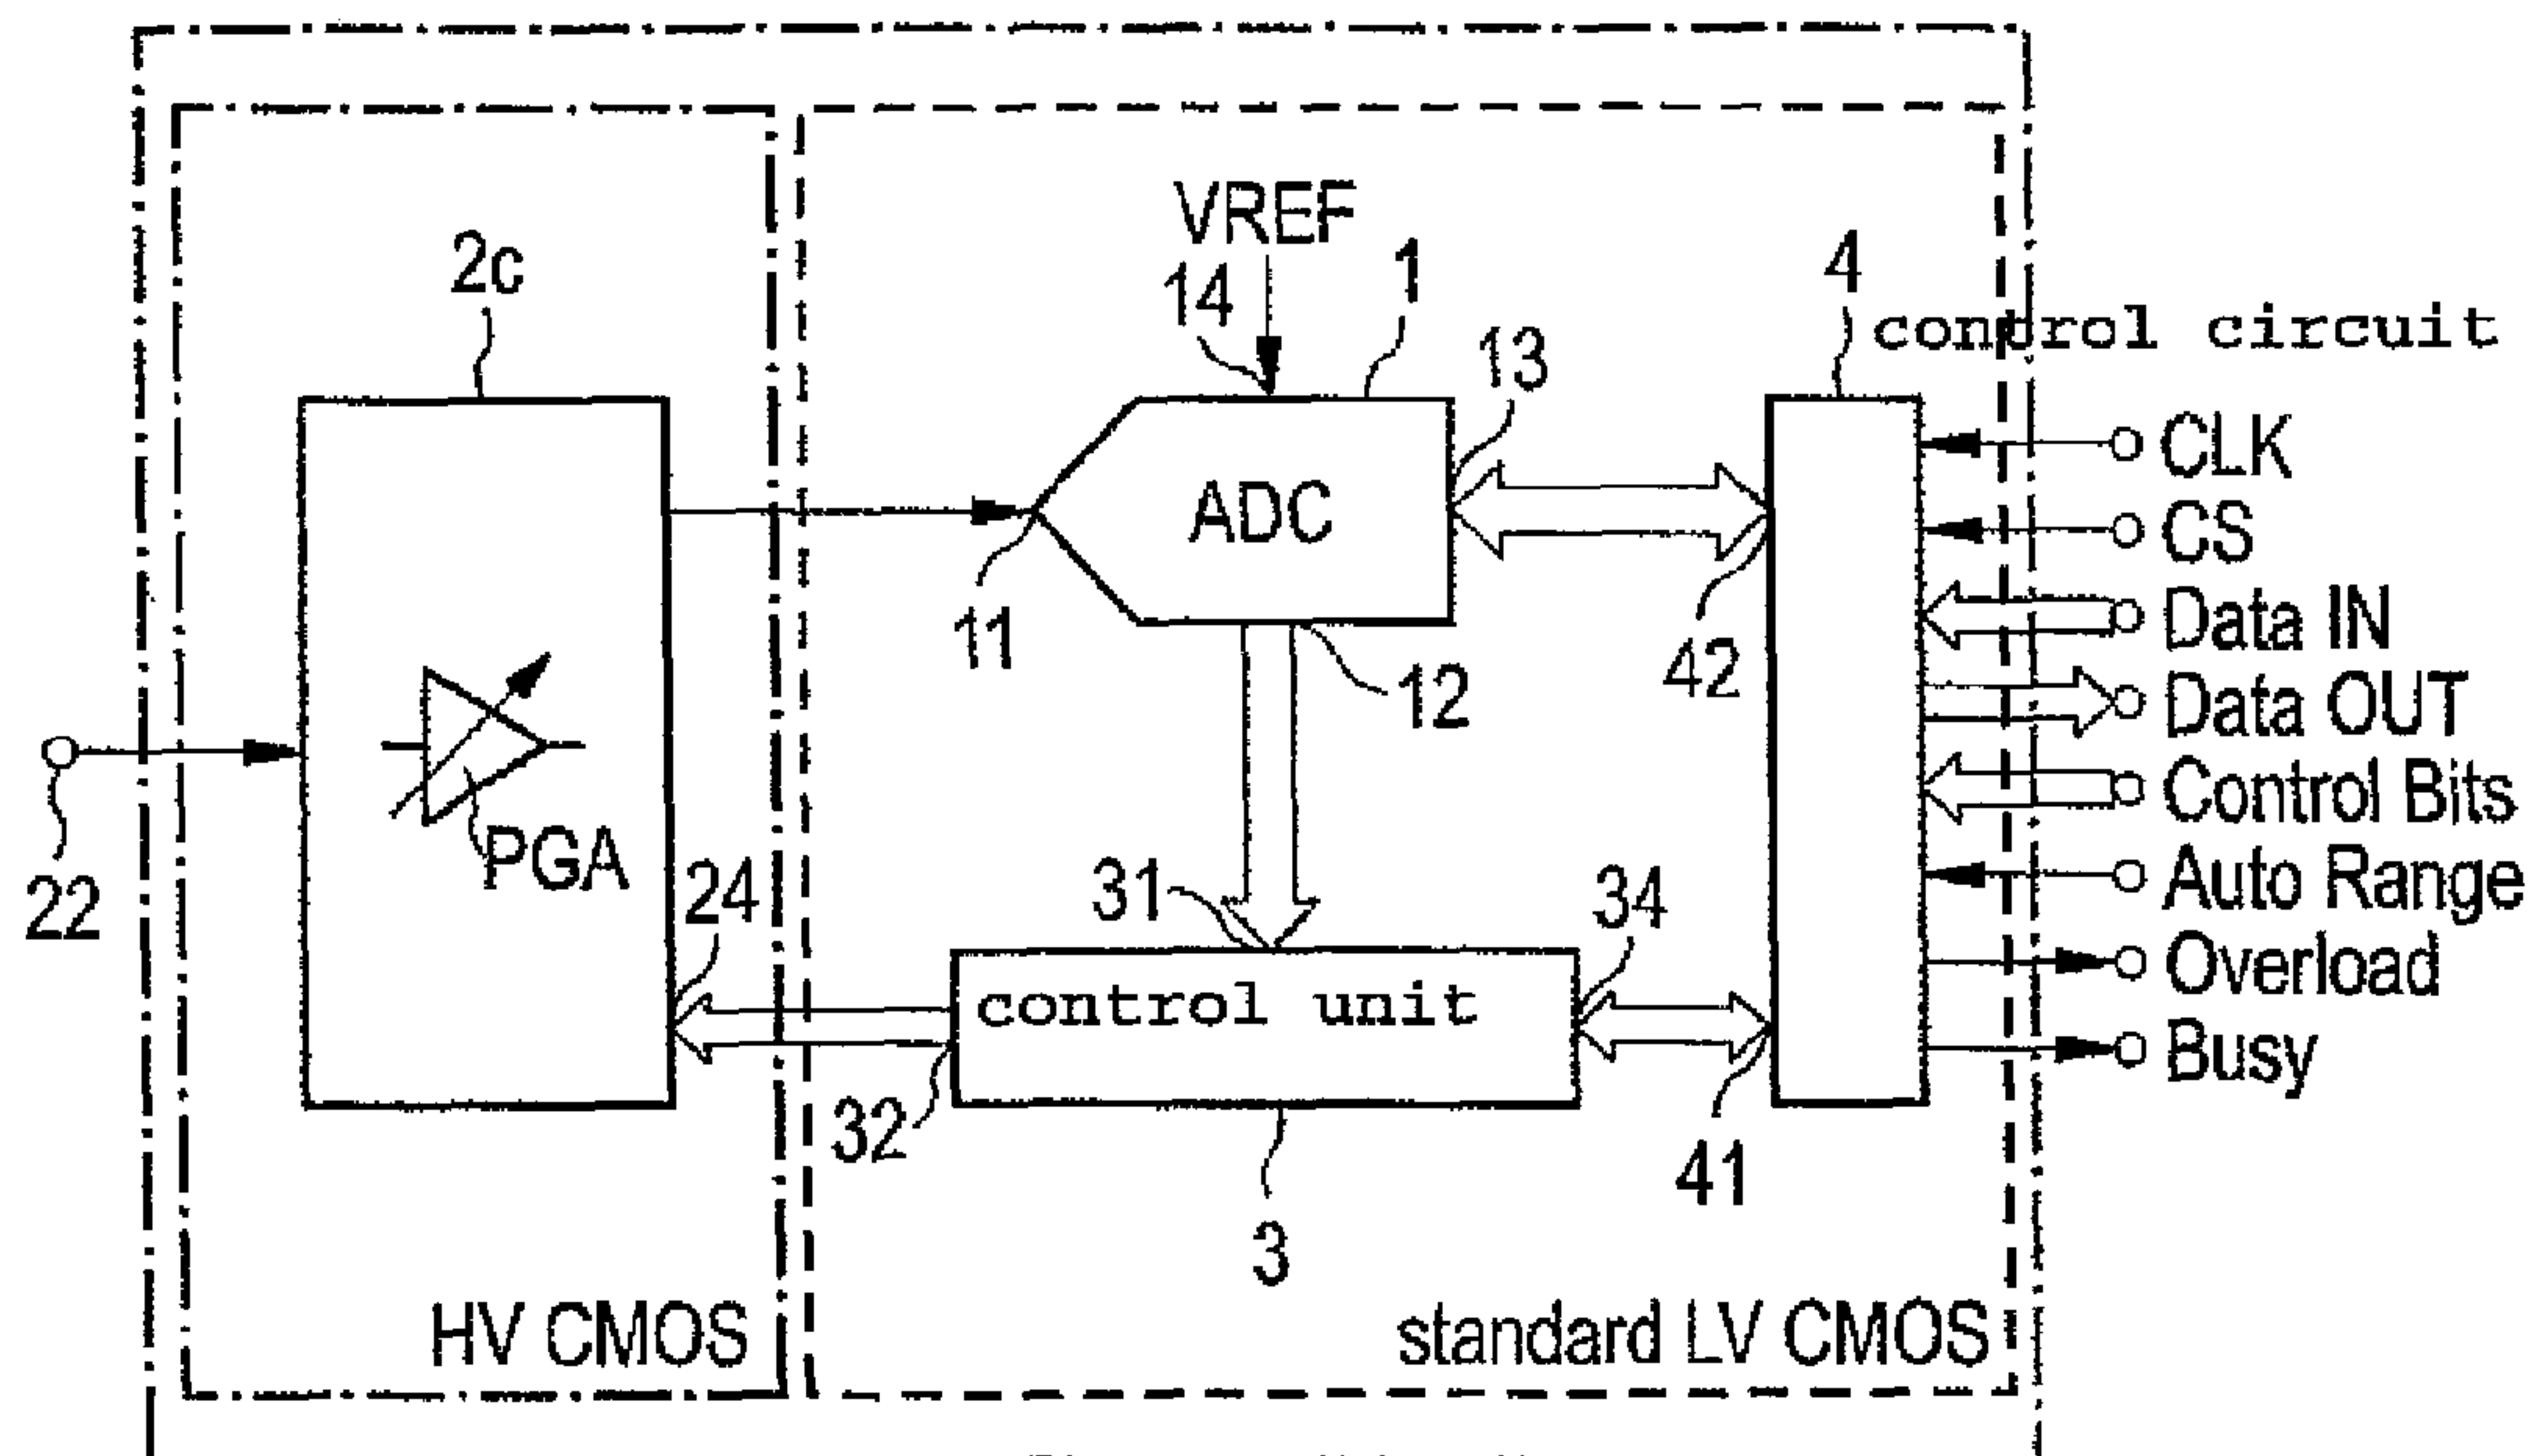 VREF
2c
14
1
4
13
control circuit
CLK
ADC
CS
11
42
Data IN
12
Data OUT
Control Bits
PGA
22
24
31
34
Auto Range
control unit
Overload
Busy
32
41
3
HV CMOS
standard LV CMOS